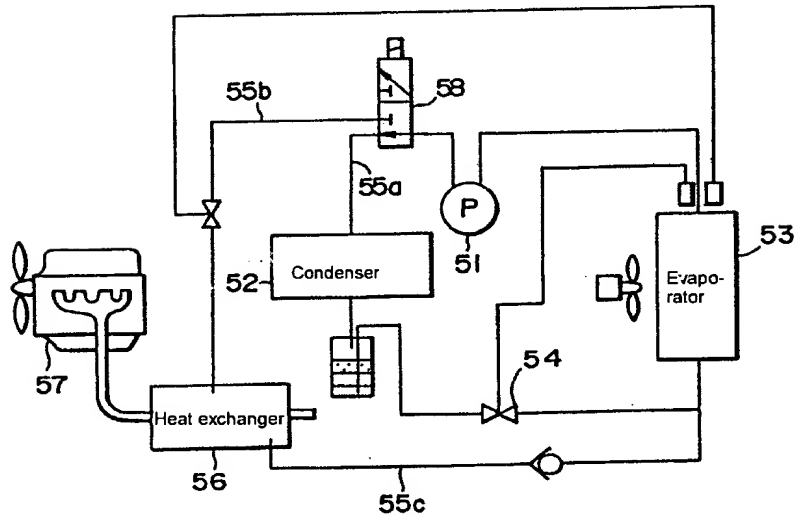 58
55b
55a
P
51
53
Evapo-
rator
52
Condenser
54
57
Heat exchanger
56
55c